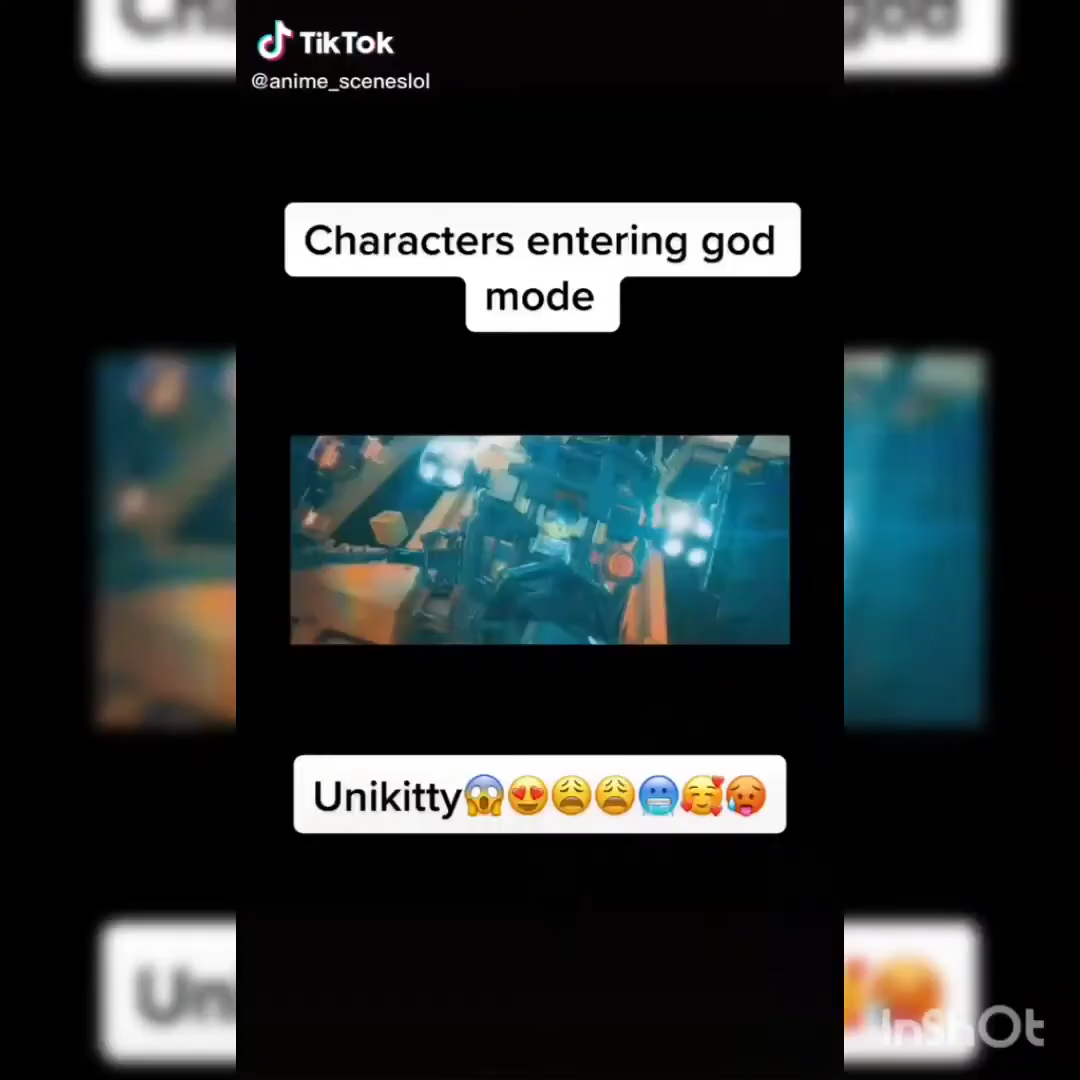 TikTok
@anime_sceneslol
Characters entering god
mode
Unikitty😱😍😩😩🥶🥰🥵
InShOt